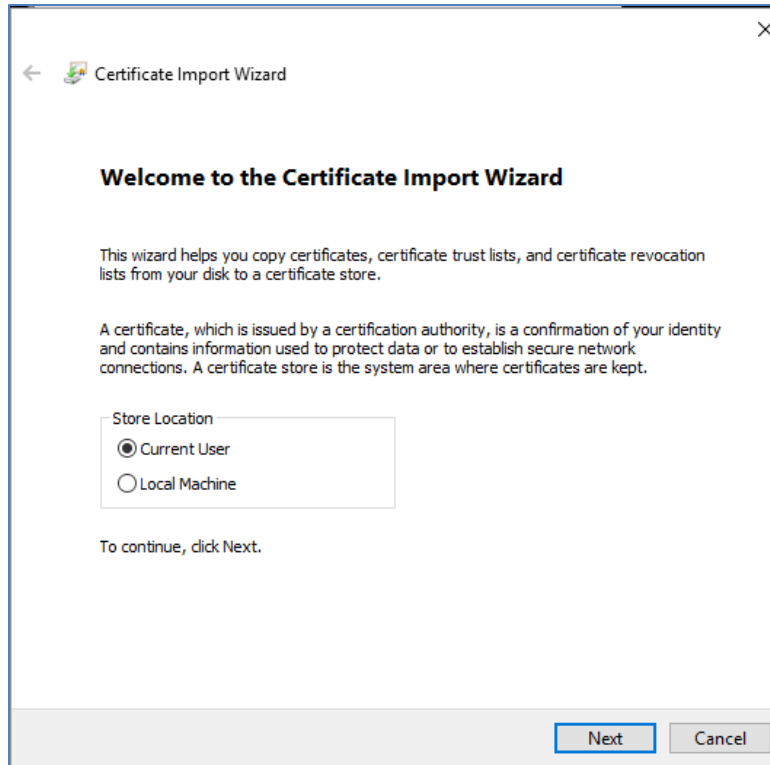 Certificate Import Wizard
Welcome to the Certificate Import Wizard
This wizard helps you copy certificates, certificate trust lists, and certificate revocation
lists from your disk to a certificate store.
A certificate, which is issued by a certification authority, is a confirmation of your identity
and contains information used to protect data or to establish secure network
connections. A certificate store is the system area where certificates are kept.
Store Location
Current User
Local Machine
To continue, click Next.
Next
Cancel